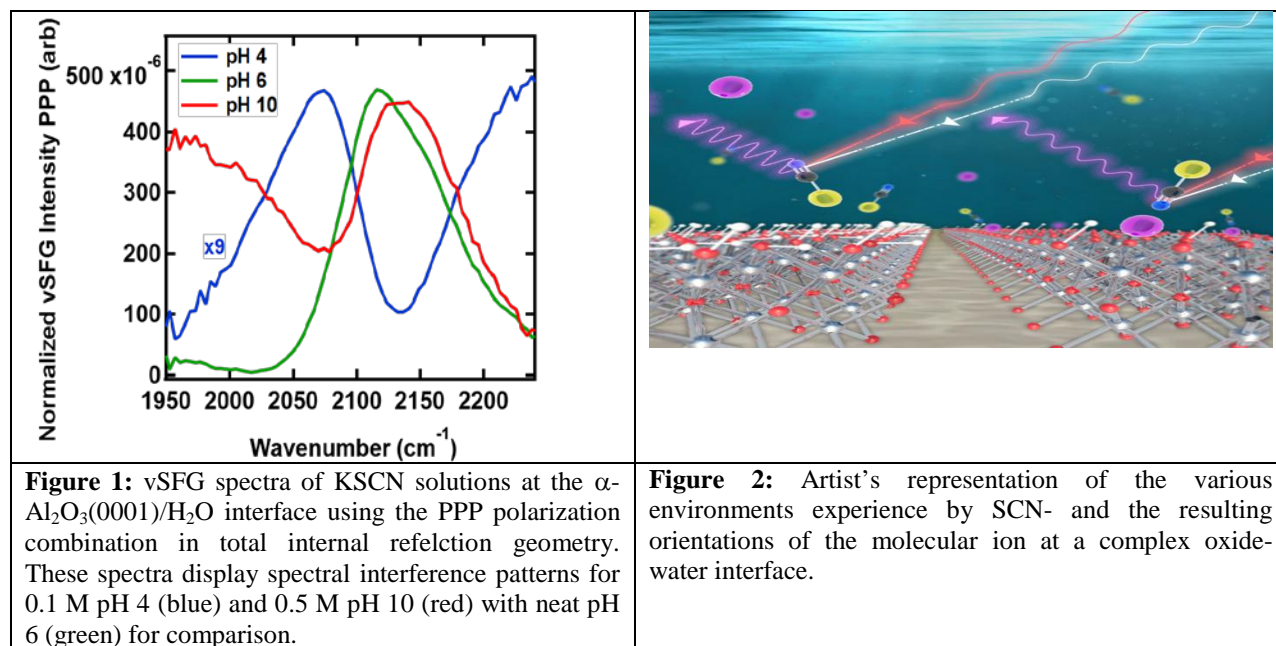 Normalized vSFG Intensity PPP (arb)
500 x10-6
400
300
200
100
0
pH 4
pH 6
pH 10
x9
1950 2000 2050 2100 2150 2200
Wavenumber (cm-1)
Figure 1: vSFG spectra of KSCN solutions at the α-
Al2O3(0001)/H2O interface using the PPP polarization
combination in total internal refelction geometry.
These spectra display spectral interference patterns for
0.1 M pH 4 (blue) and 0.5 M pH 10 (red) with neat pH
6 (green) for comparison.
Figure 2: Artist’s representation of the various
environments experience by SCN- and the resulting
orientations of the molecular ion at a complex oxide-
water interface.